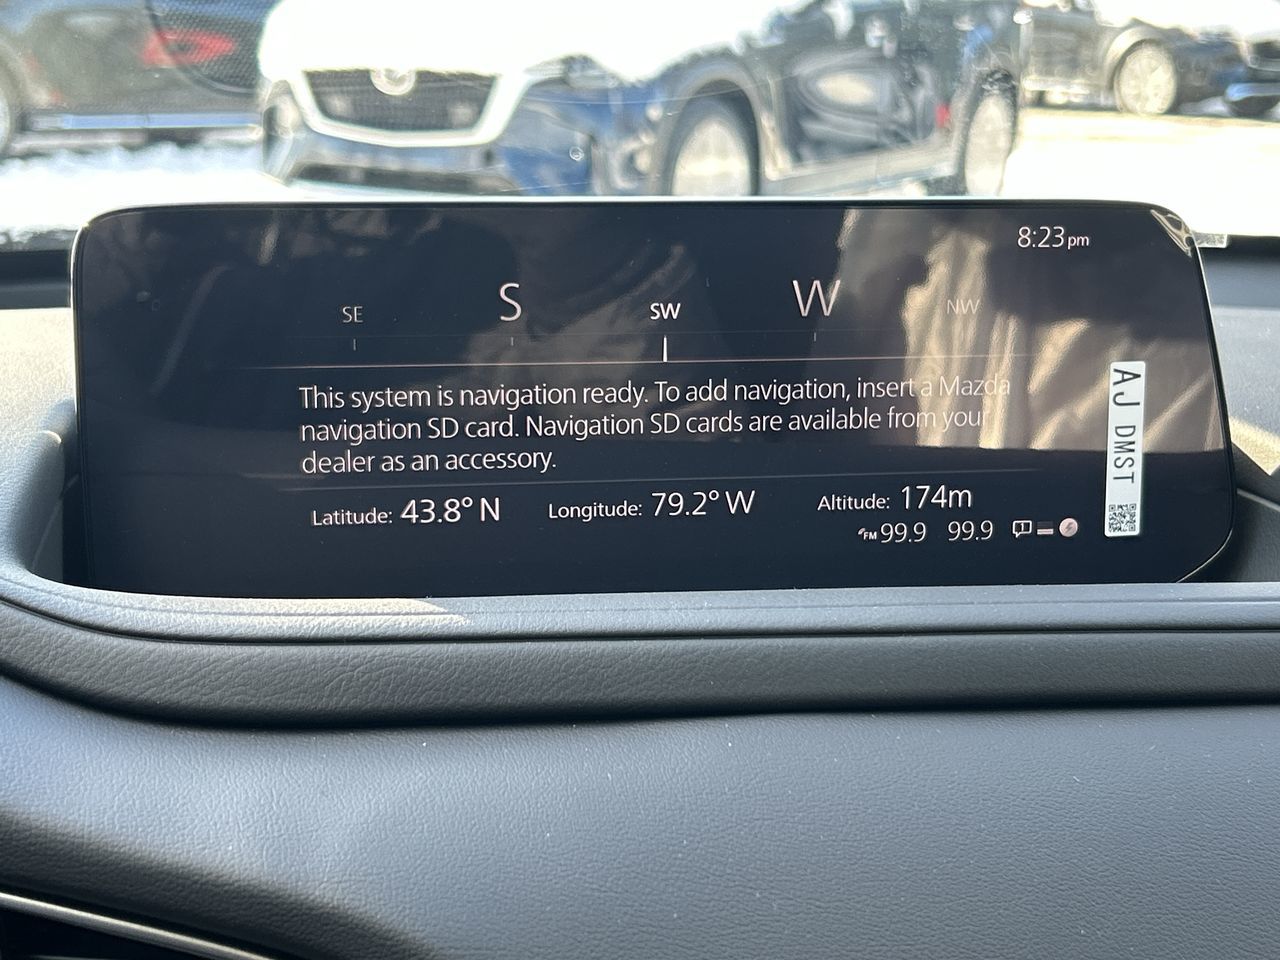 8:23pm
SE S SW W NW
This system is navigation ready. To add navigation, insert a Mazda
navigation SD card. Navigation SD cards are available from your
dealer as an accessory.
Latitude: 43.8° N Longitude: 79.2° W Altitude: 174m
FM 99.9 99.9
AJ DMST